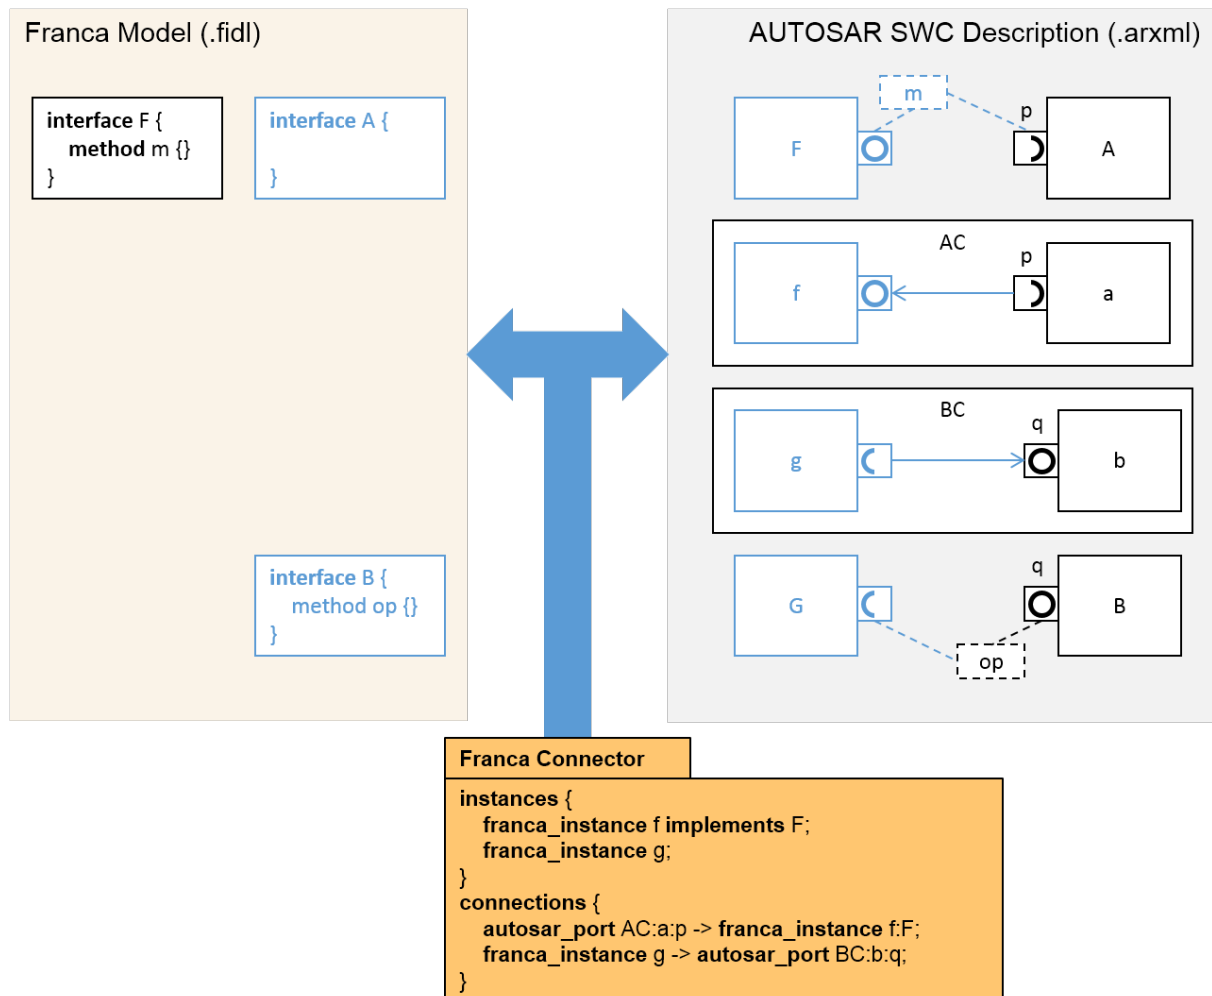 Franca Model (.fidl)
AUTOSAR SWC Description (.arxml)
interface F {
method m {}
}
interface A {
}
m
F
p
A
AC
f
p
a
BC
g
q
b
interface B {
method op {}
}
G
q
B
op
Franca Connector
instances {
franca_instance f implements F;
franca_instance g;
}
connections {
autosar_port AC:a:p -> franca_instance f:F;
franca_instance g -> autosar_port BC:b:q;
}